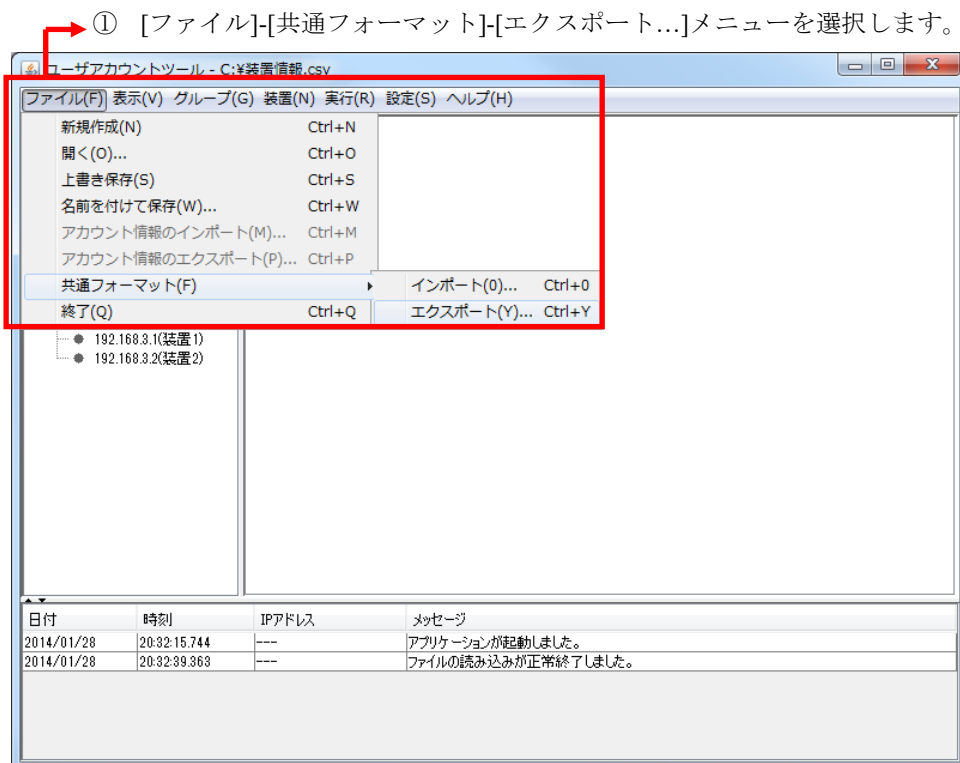 ① [ファイル]-[共通フォーマット]-[エクスポート…]メニューを選択します。
ユーザアカウントツール - C:¥装置情報.csv
ファイル(F) 表示(V) グループ(G) 装置(N) 実行(R) 設定(S) ヘルプ(H)
新規作成(N) Ctrl+N
開く(O)... Ctrl+O
上書き保存(S) Ctrl+S
名前を付けて保存(W)... Ctrl+W
アカウント情報のインポート(M)... Ctrl+M
アカウント情報のエクスポート(P)... Ctrl+P
共通フォーマット(F) インポート(0)... Ctrl+0
終了(Q) Ctrl+Q エクスポート(Y)... Ctrl+Y
192.168.3.1(装置1)
192.168.3.2(装置2)
日付 時刻 IPアドレス メッセージ
2014/01/28 20:32:15.744 --- アプリケーションが起動しました。
2014/01/28 20:32:39.363 --- ファイルの読み込みが正常終了しました。